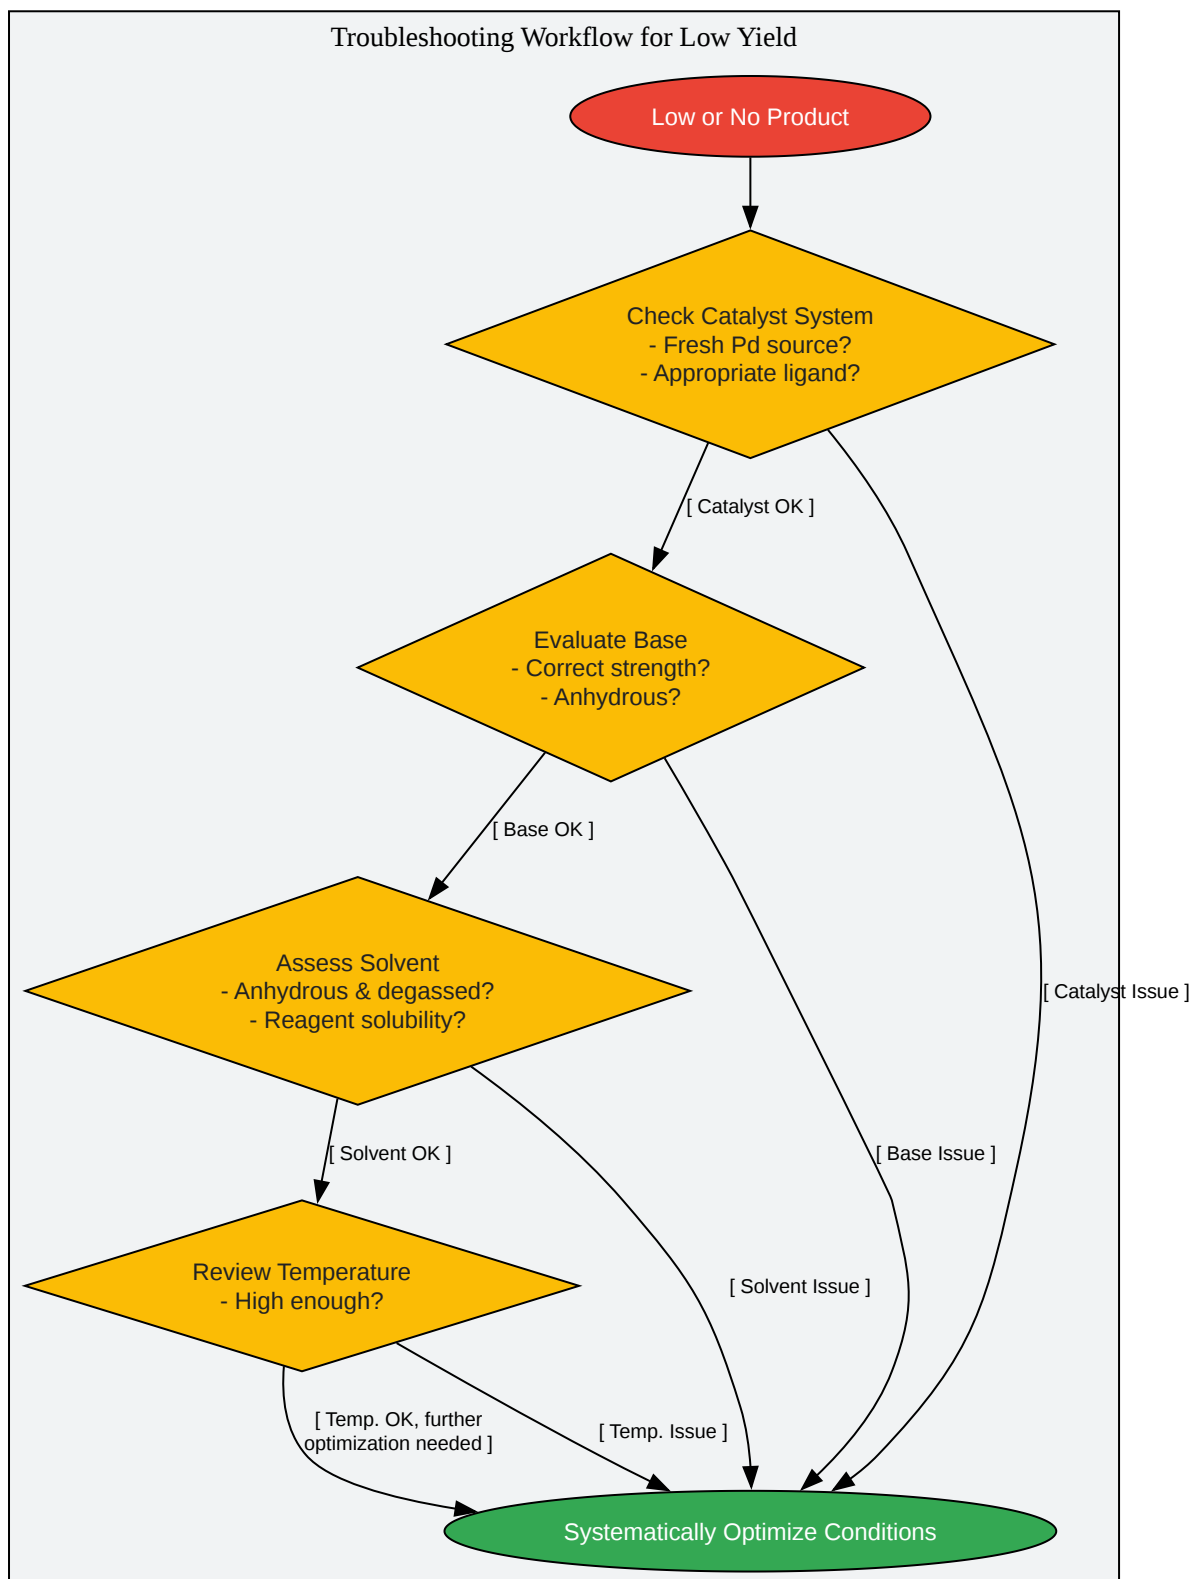 Troubleshooting Workflow for Low Yield
Low or No Product
Check Catalyst System
- Fresh Pd source?
- Appropriate ligand?
[ Catalyst OK ]
Evaluate Base
- Correct strength?
- Anhydrous?
[ Base OK ]
Assess Solvent
- Anhydrous & degassed?
- Reagent solubility?
[ Catalyst Issue ]
[ Solvent OK ]
[ Base Issue ]
Review Temperature
- High enough?
[ Solvent Issue ]
[ Temp. OK, further
optimization needed ]
[ Temp. Issue ]
Systematically Optimize Conditions